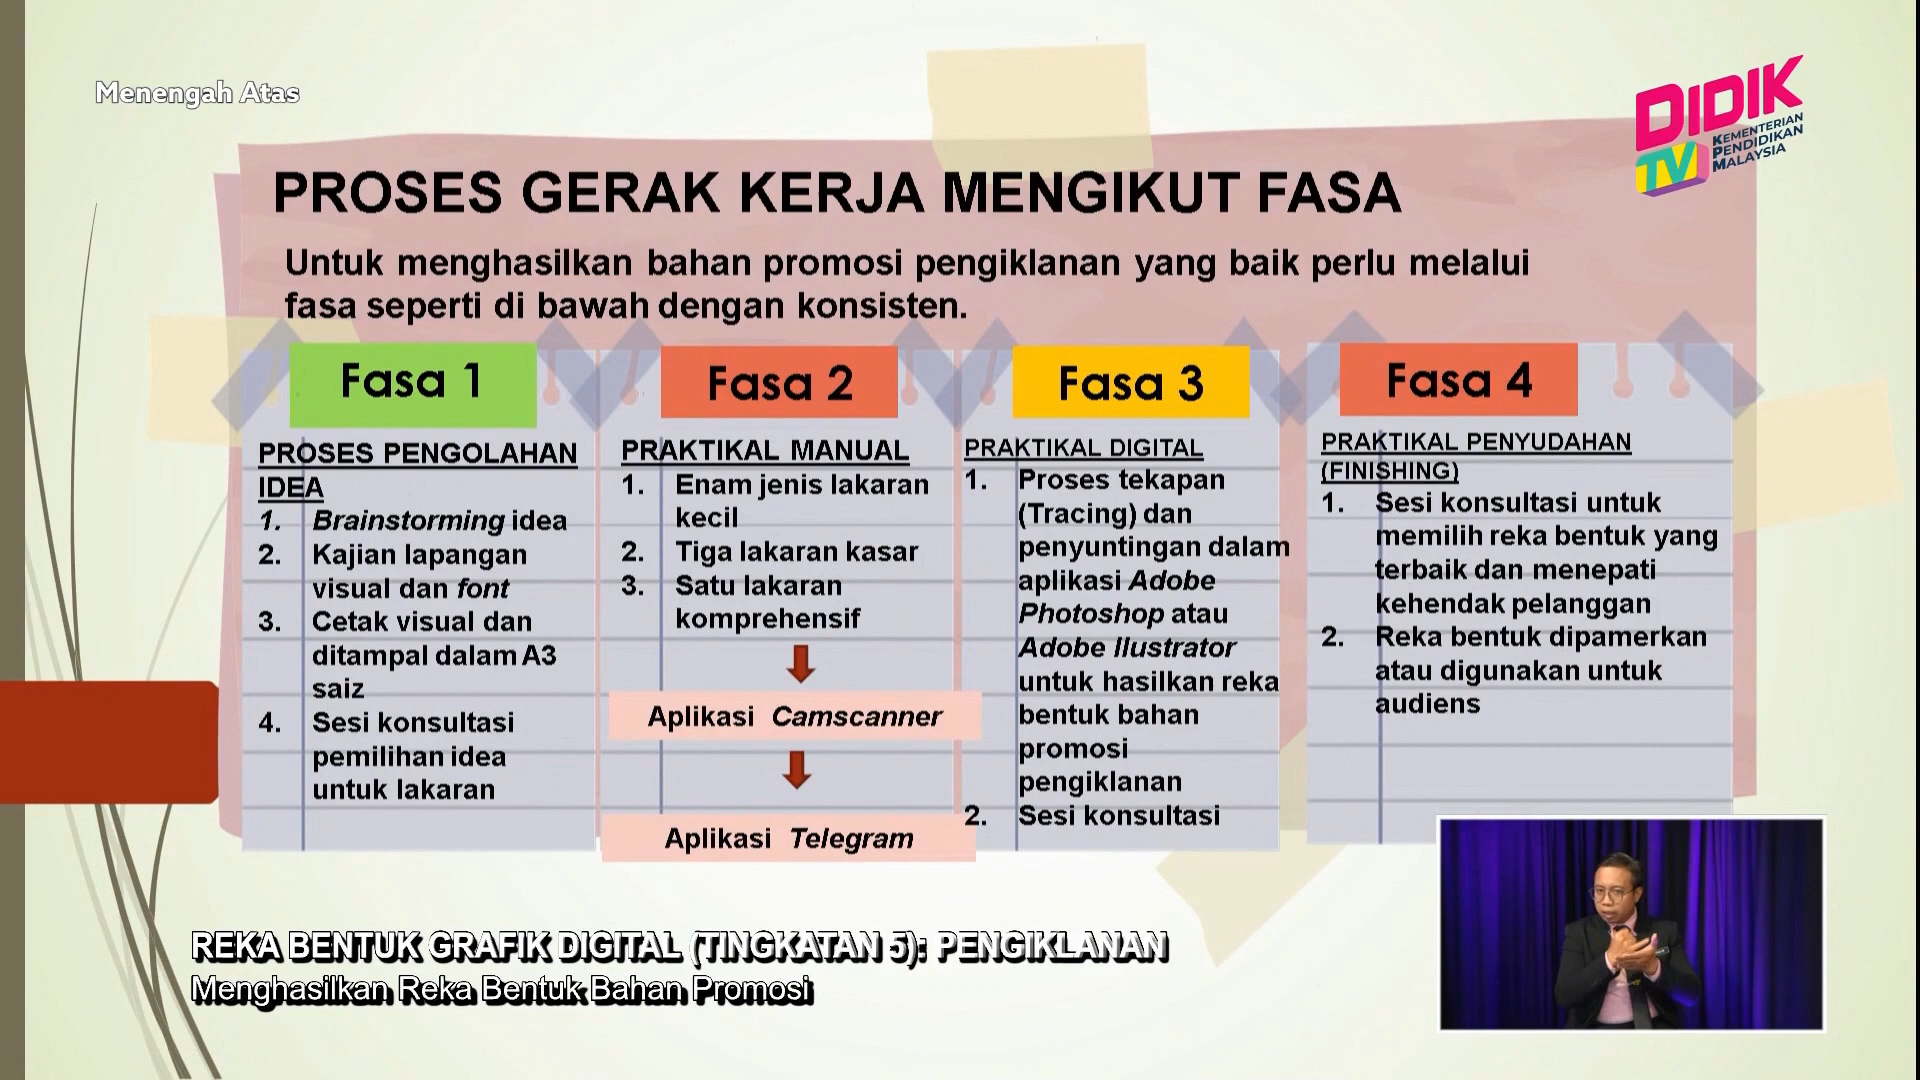 Menengah Atas
DIDIK
TV
KEMENTERIAN
PENDIDIKAN
MALAYSIA
PROSES GERAK KERJA MENGIKUT FASA
Untuk menghasilkan bahan promosi pengiklanan yang baik perlu melalui
fasa seperti di bawah dengan konsisten.
Fasa 1
PROSES PENGOLAHAN
IDEA
1. Brainstorming idea
2. Kajian lapangan
visual dan font
3. Cetak visual dan
ditampal dalam A3
saiz
4. Sesi konsultasi
pemilihan idea
untuk lakaran
Fasa 2
PRAKTIKAL MANUAL
1. Enam jenis lakaran
kecil
2. Tiga lakaran kasar
3. Satu lakaran
komprehensif
Aplikasi Camscanner
Aplikasi Telegram
Fasa 3
PRAKTIKAL DIGITAL
1. Proses tekapan
(Tracing) dan
penyuntingan dalam
aplikasi Adobe
Photoshop atau
Adobe Ilustrator
untuk hasilkan reka
bentuk bahan
promosi
pengiklanan
2. Sesi konsultasi
Fasa 4
PRAKTIKAL PENYUDAHAN
(FINISHING)
1. Sesi konsultasi untuk
memilih reka bentuk yang
terbaik dan menepati
kehendak pelanggan
2. Reka bentuk dipamerkan
atau digunakan untuk
audiens
REKA BENTUK GRAFIK DIGITAL (TINGKATAN 5): PENGIKLANAN
Menghasilkan Reka Bentuk Bahan Promosi